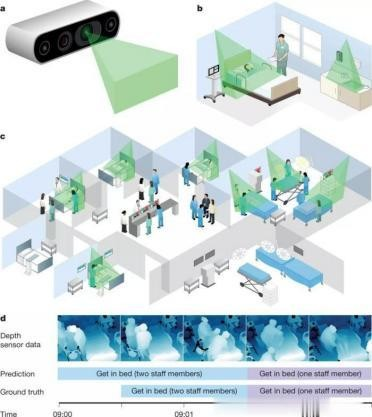 a
b
c
d
Depth
sensor data
Prediction
Get in bed (two staff members)
Get in bed (one staff member)
Ground truth
Get in bed (two staff members)
Get in bed (one staff member)
Time
09:00
09:01